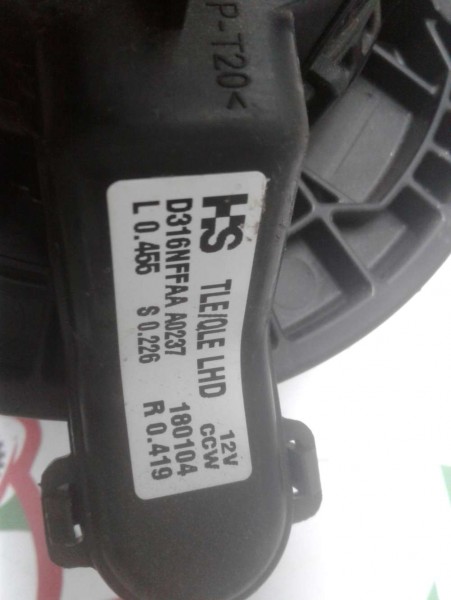 P-T20<
HS TLE/QLE LHD 12V
CCW
D316NFFAA A0237 180104
L 0.455 S 0.226 R 0.419